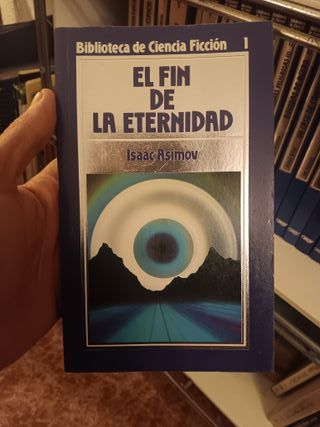 Biblioteca de Ciencia Ficción 1
EL FIN
DE
LA ETERNIDAD
Isaac Asimov